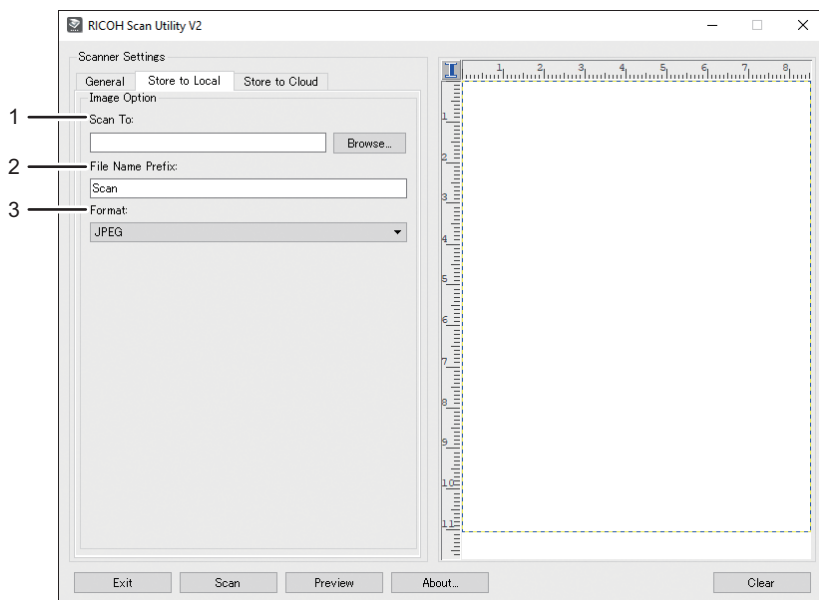 RICOH Scan Utility V2
Scanner Settings
General Store to Local Store to Cloud
Image Option
1 Scan To:
Browse...
2 File Name Prefix:
Scan
3 Format:
JPEG
1 2 3 4 5 6 7 8
1
2
3
4
5
6
7
8
9
10
11
Exit Scan Preview About... Clear